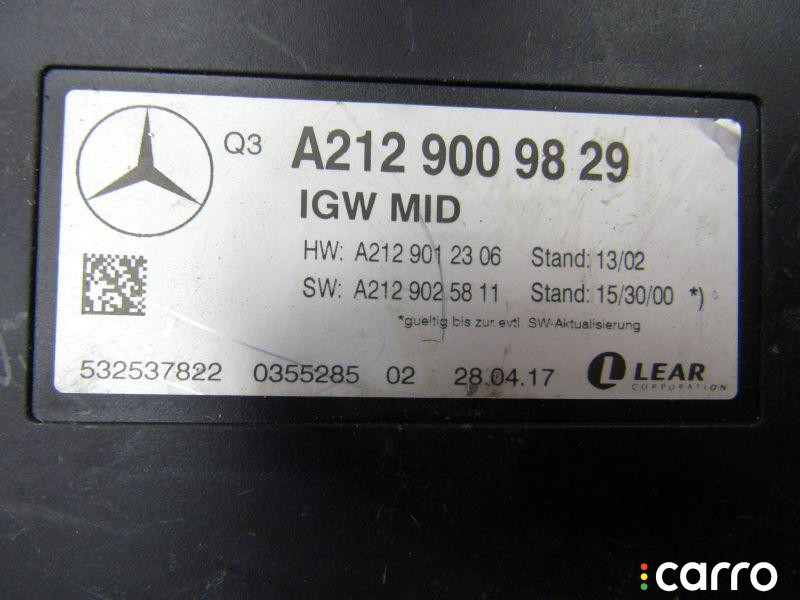 Q3 A212 900 98 29
IGW MID
HW: A212 901 23 06 Stand: 13/02
SW: A212 902 58 11 Stand: 15/30/00 *)
*gueltig bis zur evtl. SW-Aktualisierung
532537822 0355285 02 28.04.17 L LEAR
CORPORATION
carro